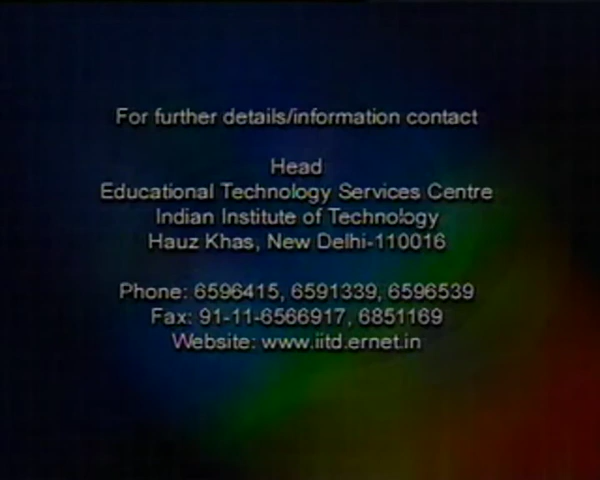 For further details/information contact
Head
Educational Technology Services Centre
Indian Institute of Technology
Hauz Khas, New Delhi-110016
Phone: 6596415, 6591339, 6596539
Fax: 91-11-6566917, 6851169
Website: www.iitd.ernet.in